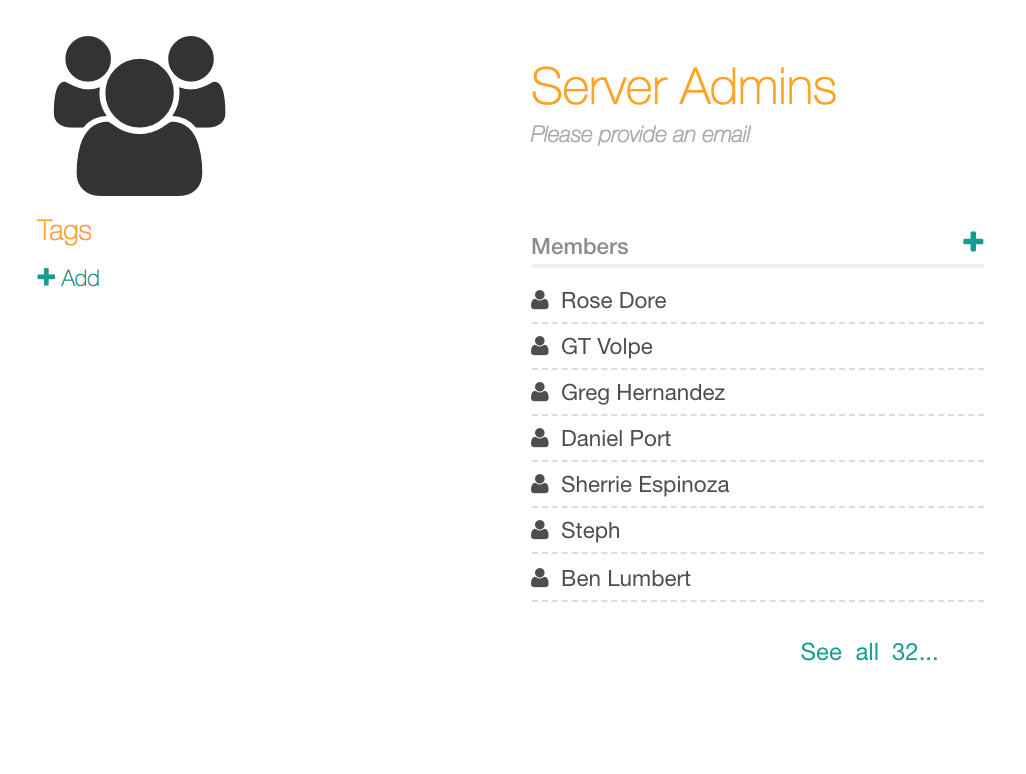 Server Admins
Please provide an email
Tags
Add
Members
Rose Dore
GT Volpe
Greg Hernandez
Daniel Port
Sherrie Espinoza
Steph
Ben Lumbert
See all 32...